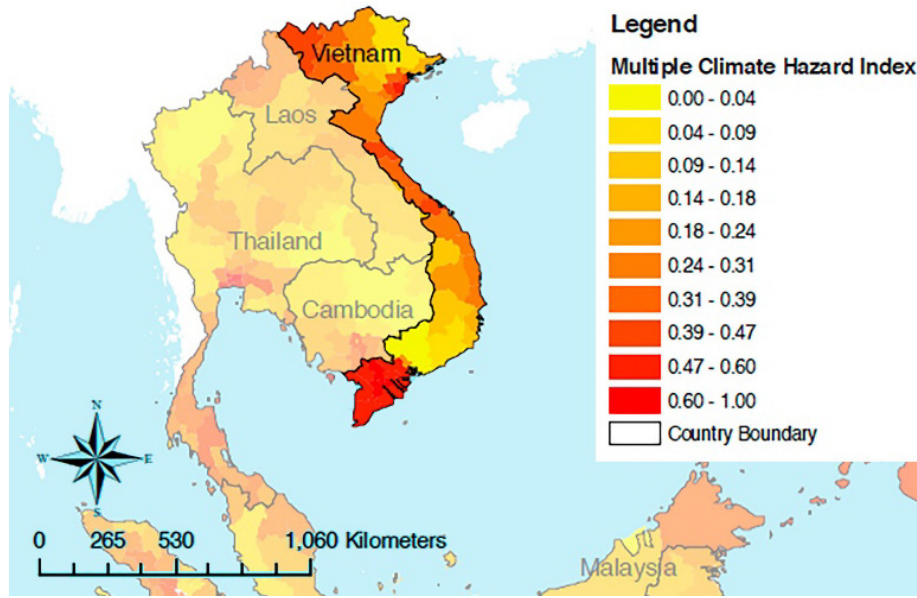 Legend
Multiple Climate Hazard Index
0.00 - 0.04
0.04 - 0.09
0.09 - 0.14
0.14 - 0.18
0.18 - 0.24
0.24 - 0.31
0.31 - 0.39
0.39 - 0.47
0.47 - 0.60
0.60 - 1.00
Country Boundary
Vietnam
Laos
Thailand
Cambodia
Malaysia
N
W E
S
0 265 530 1,060 Kilometers